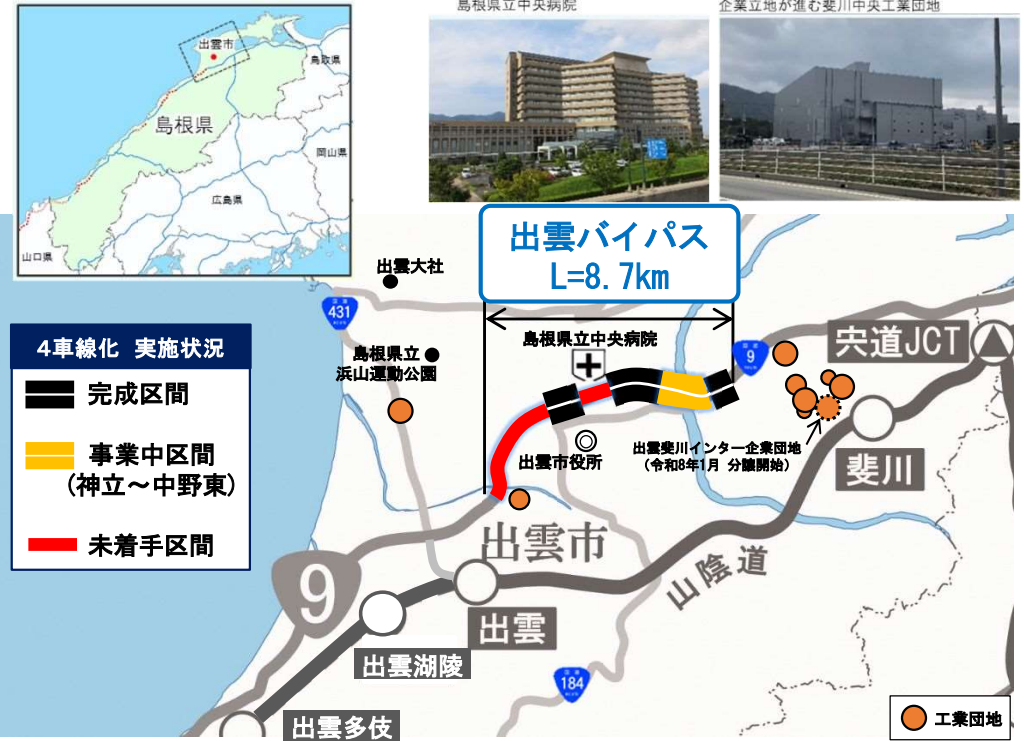 島根県立中央病院
企業立地が進む斐川中央工業団地
出雲市
鳥取県
島根県
岡山県
広島県
山口県
出雲バイパス
L=8.7km
出雲大社
431
島根県立
浜山運動公園
島根県立中央病院
国道
9
宍道JCT
4車線化 実施状況
完成区間
事業中区間
(神立～中野東)
未着手区間
出雲市役所
出雲斐川インター企業団地
(令和8年1月 分譲開始)
斐川
出雲市
山陰道
9
出雲
出雲湖陵
184
出雲多伎
工業団地